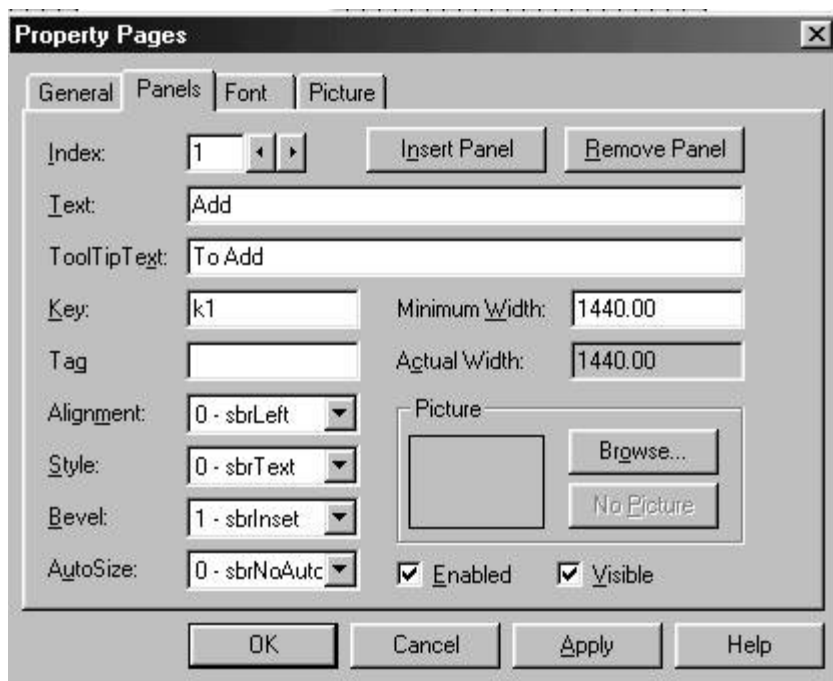 Property Pages
General Panels Font Picture
Index: 1 Insert Panel Remove Panel
Text: Add
ToolTipText: To Add
Key: k1 Minimum Width: 1440.00
Tag Actual Width: 1440.00
Alignment: 0 - sbrLeft Picture
Style: 0 - sbrText Browse...
Bevel: 1 - sbrInset No Picture
AutoSize: 0 - sbrNoAuto Enabled Visible
OK Cancel Apply Help